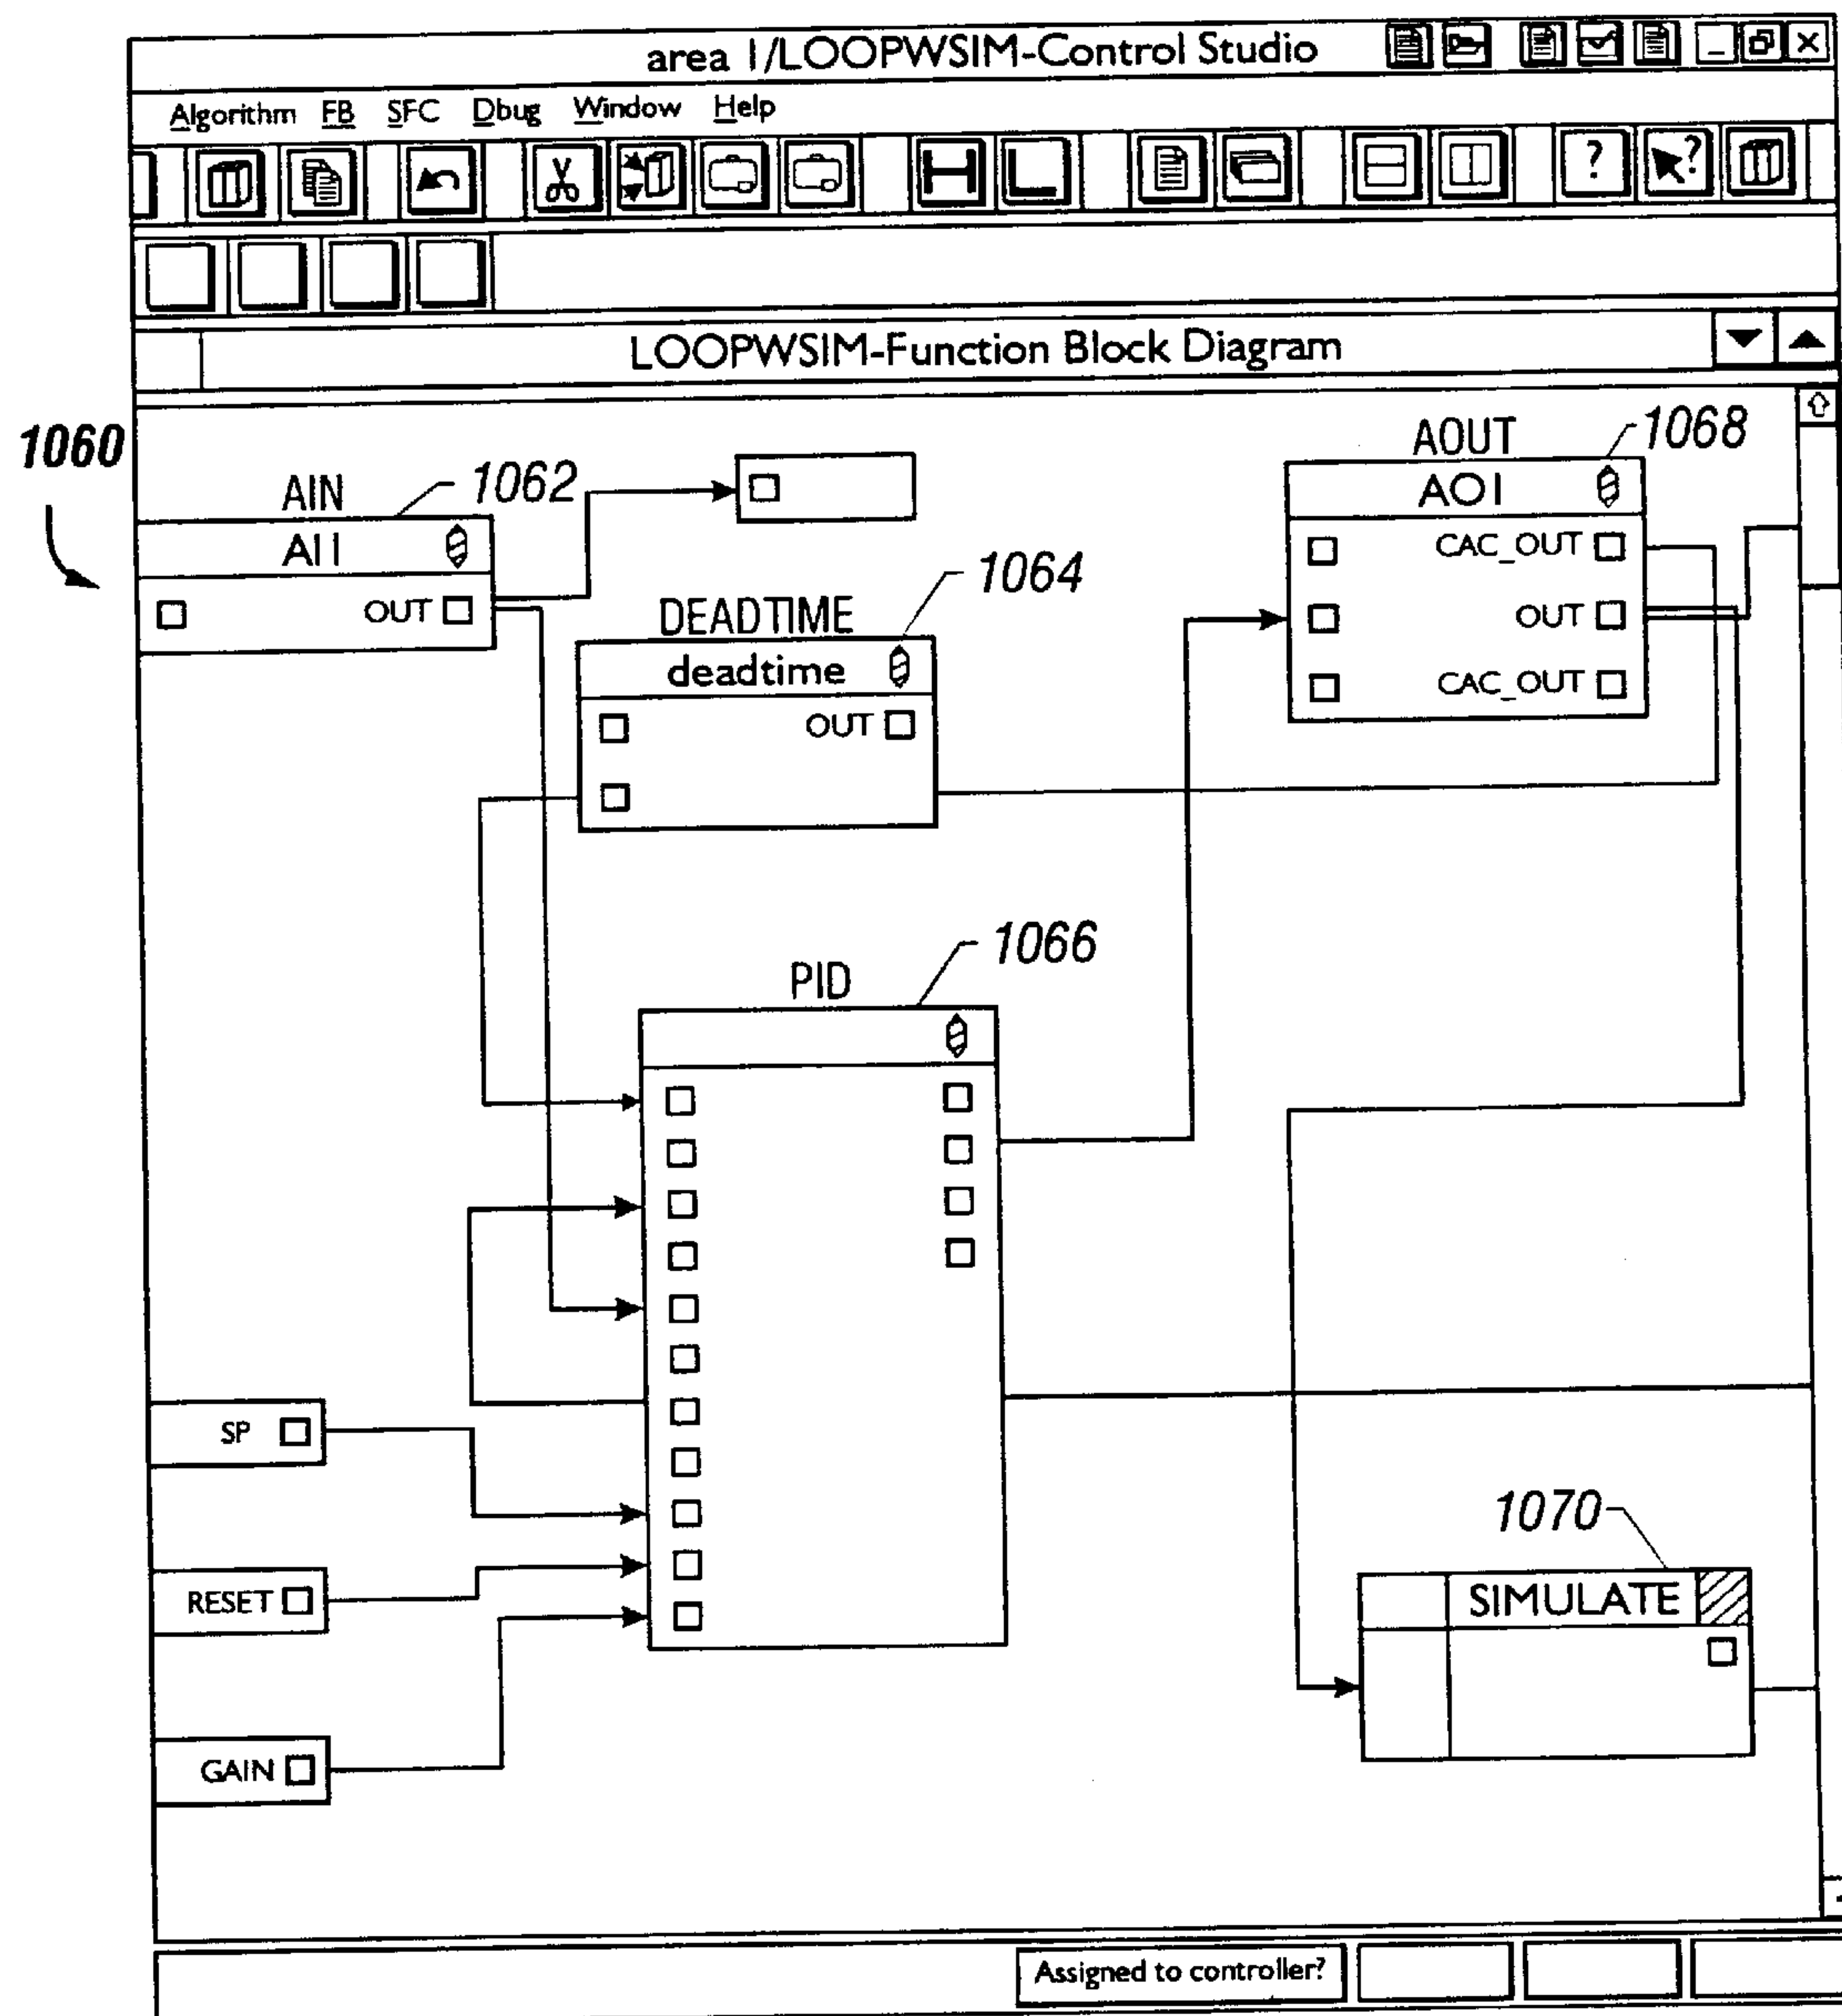 area 1/LOOPWSIM-Control Studio
Algorithm FB SFC Dbug Window Help
H L ? ?
LOOPWSIM-Function Block Diagram
1060
AIN
1062
AI1
OUT
DEADTIME
1064
deadtime
OUT
AOUT
1068
AO1
CAC_OUT
OUT
CAC_OUT
PID
1066
SP
RESET
GAIN
1070
SIMULATE
Assigned to controller?